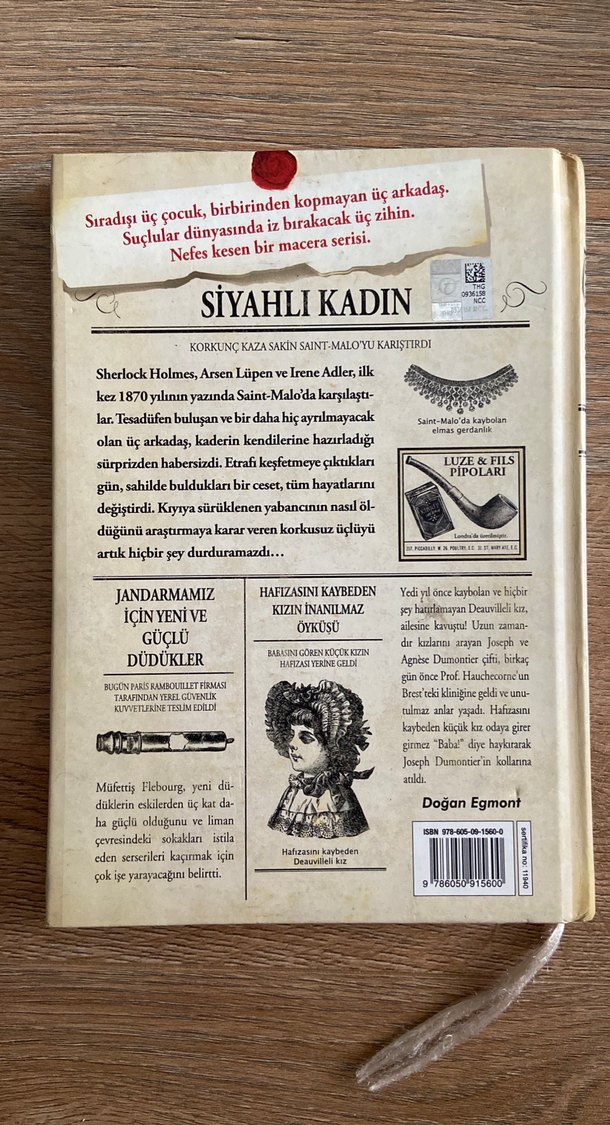 Sıradışı üç çocuk, birbirinden kopmayan üç arkadaş.
Suçlular dünyasında iz bırakacak üç zihin.
Nefes kesen bir macera serisi.
SİYAHLI KADIN
THG
0936158
NCC
KORKUNÇ KAZA SAKİN SAINT-MALO'YU KARIŞTIRDI
Sherlock Holmes, Arsen Lüpen ve Irene Adler, ilk
kez 1870 yılının yazında Saint-Malo'da karşılaştı-
lar. Tesadüfen buluşan ve bir daha hiç ayrılmayacak
olan üç arkadaş, kaderin kendilerine hazırladığı
sürprizden habersizdi. Etrafı keşfetmeye çıktıkları
gün, sahilde buldukları bir ceset, tüm hayatlarını
değiştirdi. Kıyıya sürüklenen yabancının nasıl öl-
düğünü araştırmaya karar veren korkusuz üçlüyü
artık hiçbir şey durduramazdı...
Saint-Malo'da kaybolan
elmas gerdanlık
LUZE & FILS
PİPOLARI
Londra'da üretilmiştir.
JANDARMAMIZ
İÇİN YENİ VE
GÜÇLÜ
DÜDÜKLER
BUGÜN PARİS RAMBOUILLET FİRMASI
TARAFINDAN YEREL GÜVENLİK
KUVVETLERİNE TESLİM EDİLDİ
Müfettiş Flebourg, yeni dü-
düklerin eskilerden üç kat da-
ha güçlü olduğunu ve liman
çevresindeki sokakları istila
eden serserileri kaçırmak için
çok işe yarayacağını belirtti.
HAFIZASINI KAYBEDEN
KIZIN İNANILMAZ
ÖYKÜSÜ
BABASINI GÖREN KÜÇÜK KIZIN
HAFIZASI YERİNE GELDİ
Hafızasını kaybeden
Deauvilleli kız
Yedi yıl önce kaybolan ve hiçbir
şey hatırlamayan Deauvilleli kız,
ailesine kavuştu! Uzun zaman-
dır kızlarını arayan Joseph ve
Agnèse Dumontier çifti, birkaç
gün önce Prof. Hauchecorne'un
Brest'teki kliniğine geldi ve unu-
tulmaz anlar yaşadı. Hafızasını
kaybeden küçük kız odaya girer
girmez "Baba!" diye haykırarak
Joseph Dumontier'in kollarına
atıldı.
Doğan Egmont
ISBN 978-605-09-1560-0
9 786050 915600
sertifika no: 11940